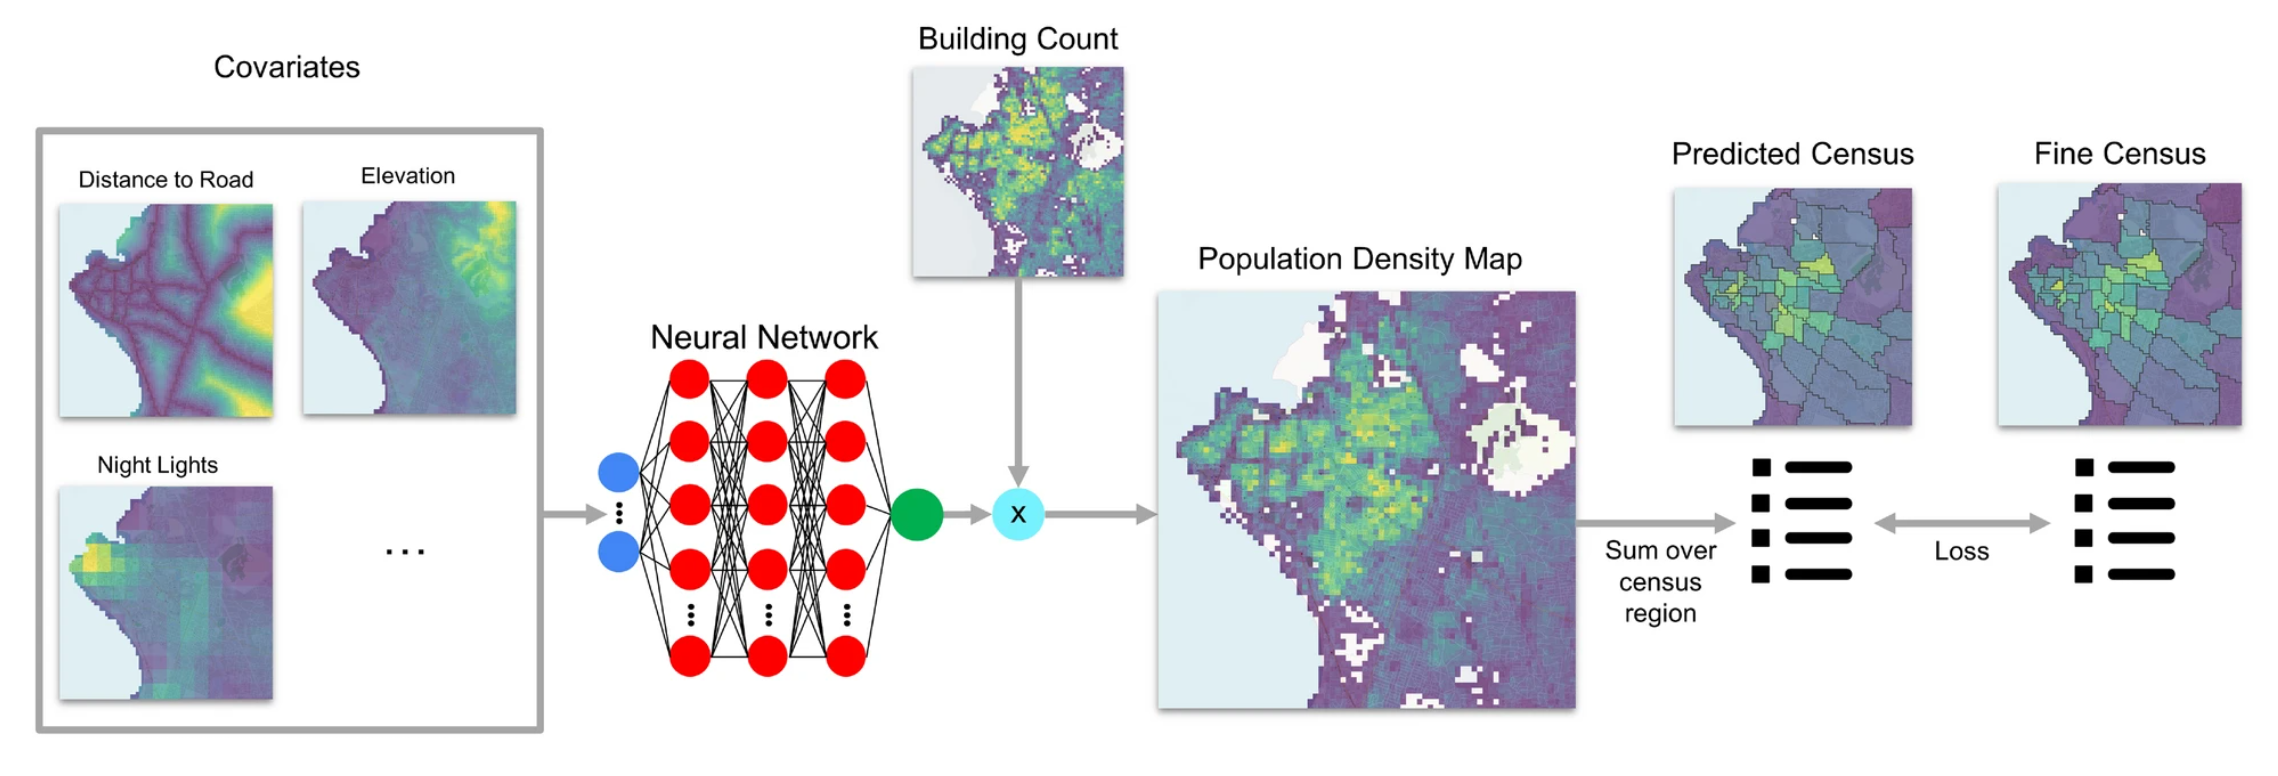 Covariates
Distance to Road
Elevation
Night Lights
...
Neural Network
Building Count
x
Population Density Map
Sum over
census
region
Predicted Census
Loss
Fine Census